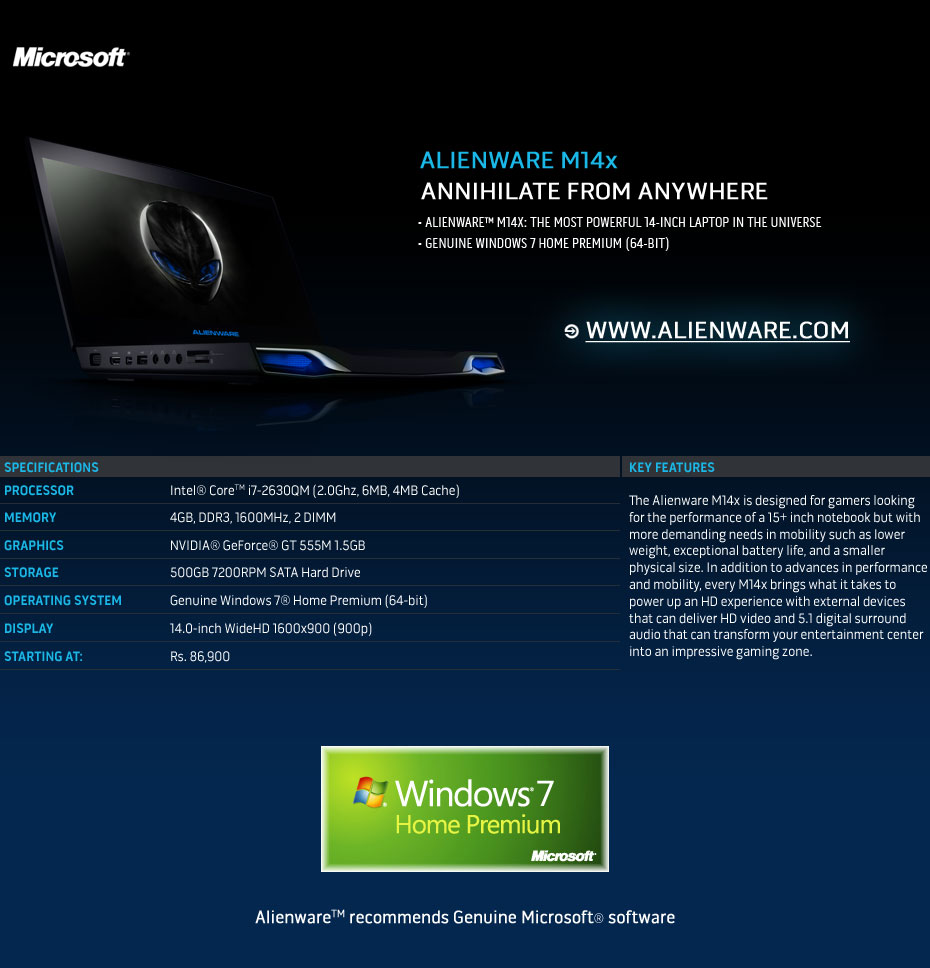 Microsoft®
ALIENWARE M14x
ANNIHILATE FROM ANYWHERE
- ALIENWARE™ M14X: THE MOST POWERFUL 14-INCH LAPTOP IN THE UNIVERSE
- GENUINE WINDOWS 7 HOME PREMIUM (64-BIT)
ALIENWARE
WWW.ALIENWARE.COM
SPECIFICATIONS
PROCESSOR Intel® Core™ i7-2630QM (2.0Ghz, 6MB, 4MB Cache)
MEMORY 4GB, DDR3, 1600MHz, 2 DIMM
GRAPHICS NVIDIA® GeForce® GT 555M 1.5GB
STORAGE 500GB 7200RPM SATA Hard Drive
OPERATING SYSTEM Genuine Windows 7® Home Premium (64-bit)
DISPLAY 14.0-inch WideHD 1600x900 (900p)
STARTING AT: Rs. 86,900
KEY FEATURES
The Alienware M14x is designed for gamers looking
for the performance of a 15+ inch notebook but with
more demanding needs in mobility such as lower
weight, exceptional battery life, and a smaller
physical size. In addition to advances in performance
and mobility, every M14x brings what it takes to
power up an HD experience with external devices
that can deliver HD video and 5.1 digital surround
audio that can transform your entertainment center
into an impressive gaming zone.
Windows® 7
Home Premium
Microsoft®
Alienware™ recommends Genuine Microsoft® software